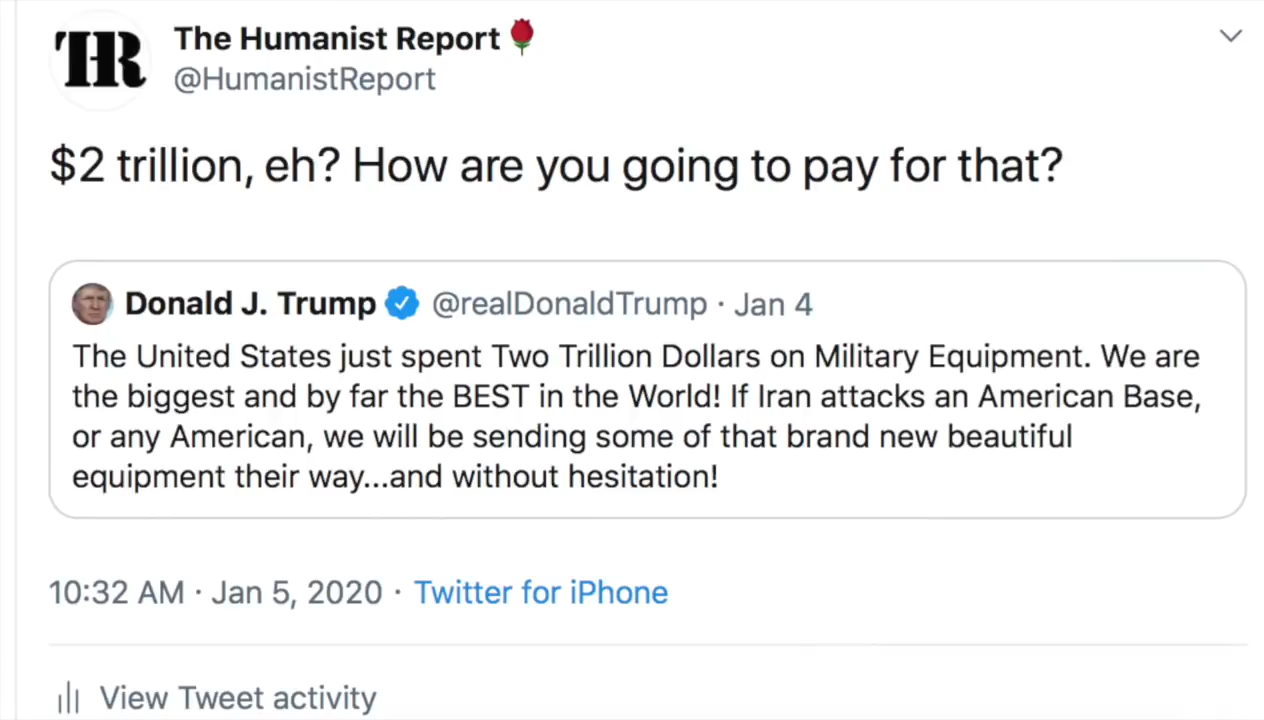 THR
The Humanist Report🌹
@HumanistReport
$2 trillion, eh? How are you going to pay for that?
Donald J. Trump @realDonaldTrump · Jan 4
The United States just spent Two Trillion Dollars on Military Equipment. We are
the biggest and by far the BEST in the World! If Iran attacks an American Base,
or any American, we will be sending some of that brand new beautiful
equipment their way...and without hesitation!
10:32 AM · Jan 5, 2020 · Twitter for iPhone
View Tweet activity